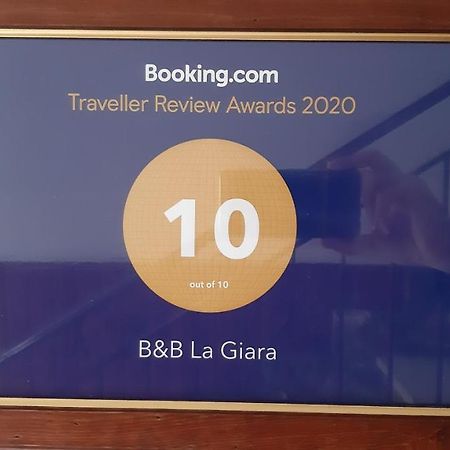 Booking.com
Traveller Review Awards 2020
10
out of 10
B&B La Giara